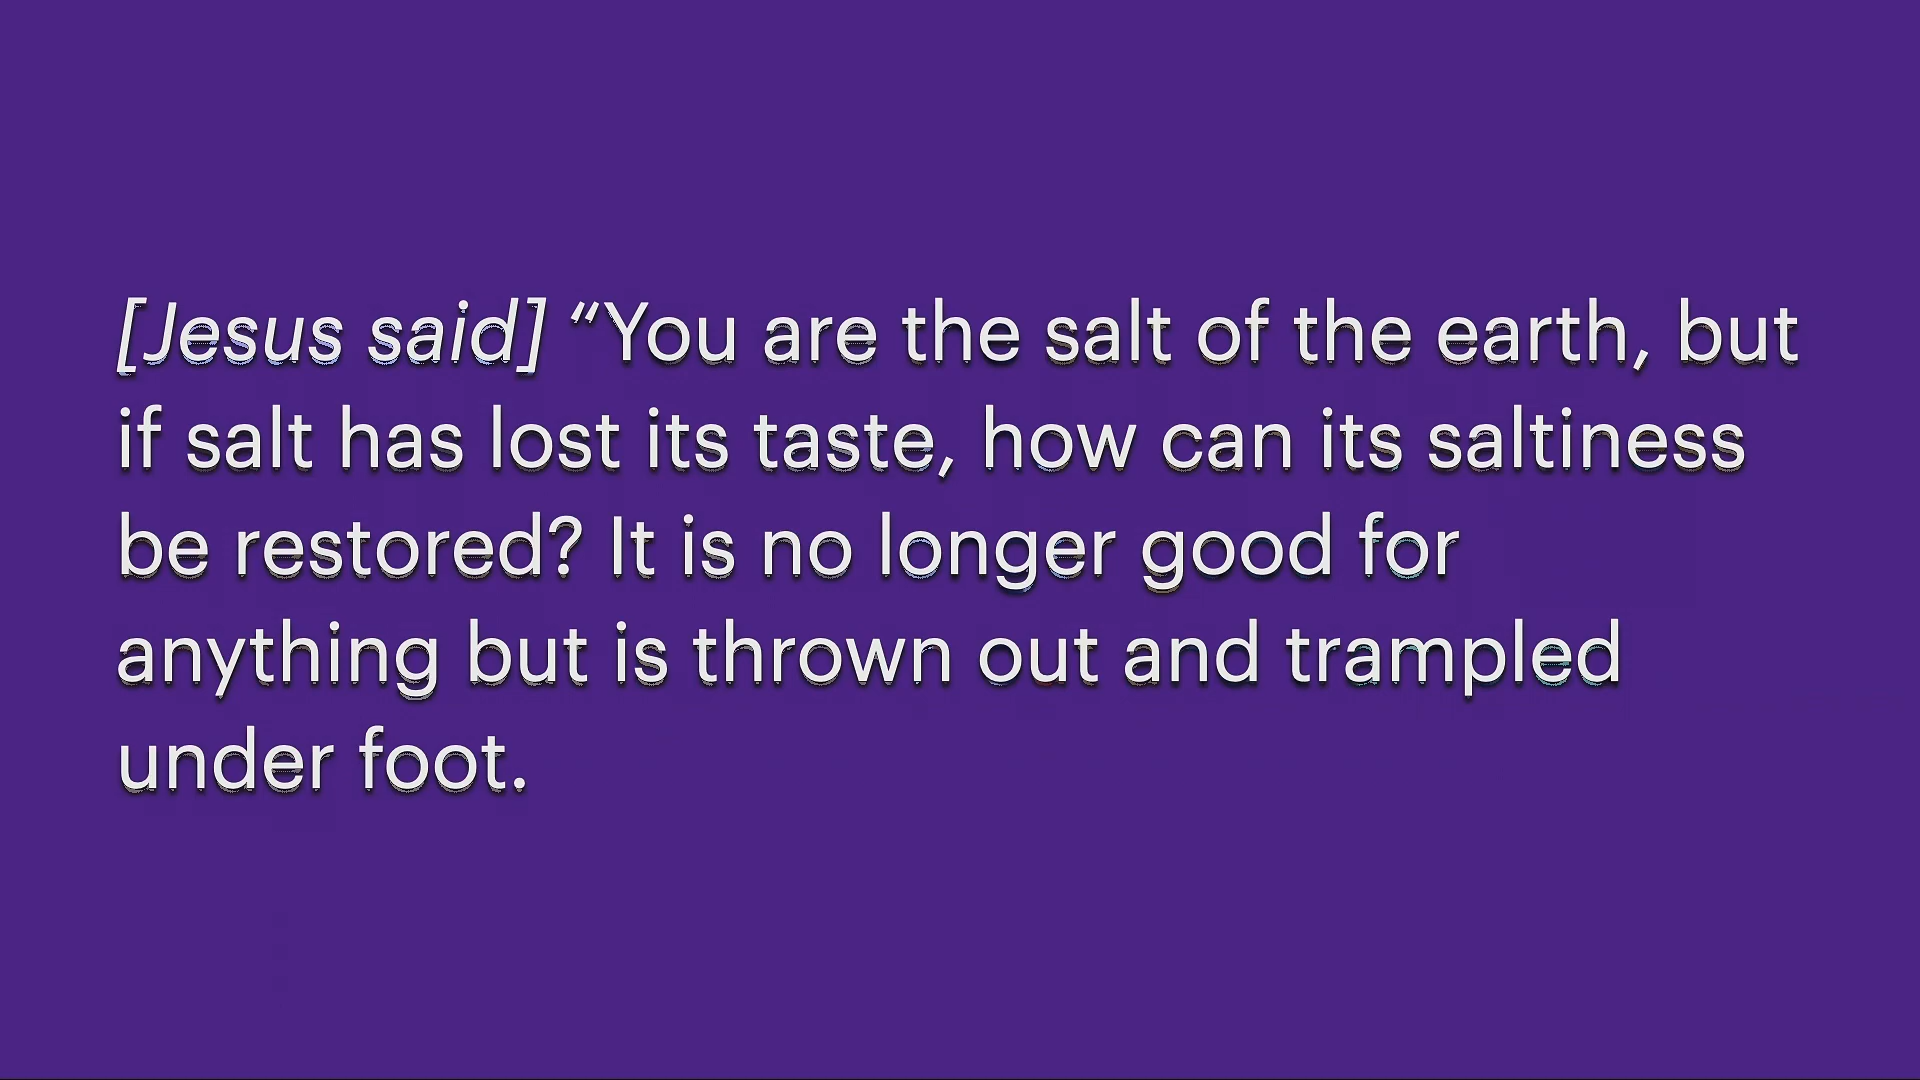 [Jesus said] “You are the salt of the earth, but
if salt has lost its taste, how can its saltiness
be restored? It is no longer good for
anything but is thrown out and trampled
under foot.